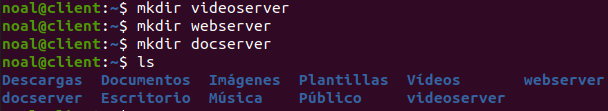 noal@client:~$ mkdir videoserver
noal@client:~$ mkdir webserver
noal@client:~$ mkdir docserver
noal@client:~$ ls
Descargas Documentos Imágenes Plantillas Vídeos webserver
docserver Escritorio Música Público videoserver